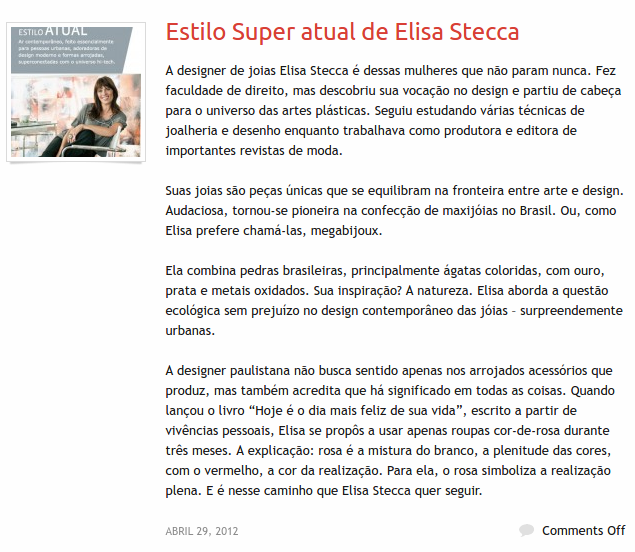 ESTILO ATUAL
Ar contemporâneo, feito essencialmente
para pessoas urbanas, adoradoras de
design moderno e formas arrojadas,
superconectadas com o universo hi-tech.
Estilo Super atual de Elisa Stecca
A designer de joias Elisa Stecca é dessas mulheres que não param nunca. Fez
faculdade de direito, mas descobriu sua vocação no design e partiu de cabeça
para o universo das artes plásticas. Seguiu estudando várias técnicas de
joalheria e desenho enquanto trabalhava como produtora e editora de
importantes revistas de moda.
Suas joias são peças únicas que se equilibram na fronteira entre arte e design.
Audaciosa, tornou-se pioneira na confecção de maxijóias no Brasil. Ou, como
Elisa prefere chamá-las, megabijoux.
Ela combina pedras brasileiras, principalmente ágatas coloridas, com ouro,
prata e metais oxidados. Sua inspiração? A natureza. Elisa aborda a questão
ecológica sem prejuízo no design contemporâneo das jóias – surpreendemente
urbanas.
A designer paulistana não busca sentido apenas nos arrojados acessórios que
produz, mas também acredita que há significado em todas as coisas. Quando
lançou o livro “Hoje é o dia mais feliz de sua vida”, escrito a partir de
vivências pessoais, Elisa se propôs a usar apenas roupas cor-de-rosa durante
três meses. A explicação: rosa é a mistura do branco, a plenitude das cores,
com o vermelho, a cor da realização. Para ela, o rosa simboliza a realização
plena. E é nesse caminho que Elisa Stecca quer seguir.
ABRIL 29, 2012
Comments Off